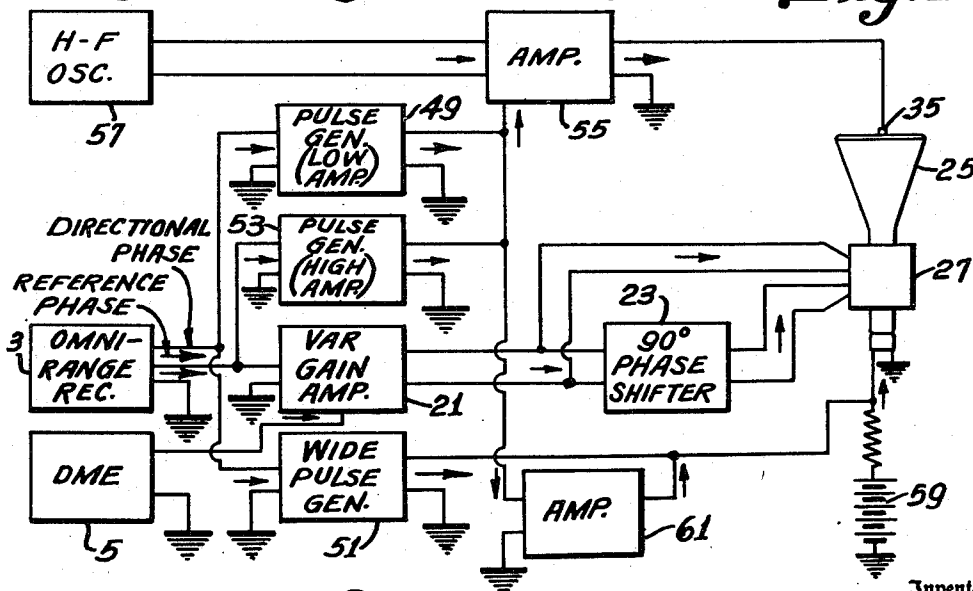 H-F
OSC.
57
AMP.
55
35
25
27
PULSE
GEN.
(LOW
AMP.)
49
53
PULSE
GEN.
(HIGH
AMP.)
DIRECTIONAL
PHASE
REFERENCE
PHASE
3
OMNI-
RANGE
REC.
VAR
GAIN
AMP.
21
23
90°
PHASE
SHIFTER
DME
5
WIDE
PULSE
GEN.
51
AMP.
61
59